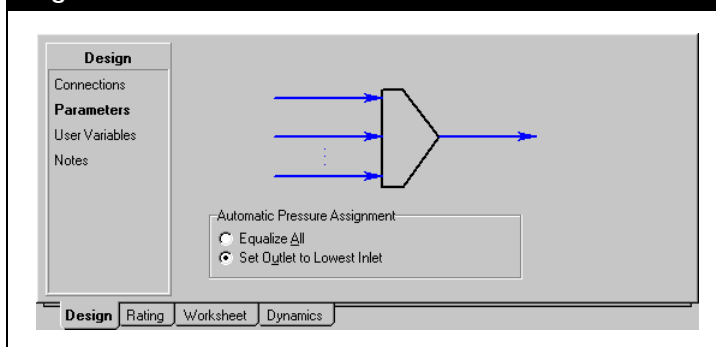 Design
Connections
Parameters
User Variables
Notes
Automatic Pressure Assignment
Equalize All
Set Outlet to Lowest Inlet
Design Rating Worksheet Dynamics